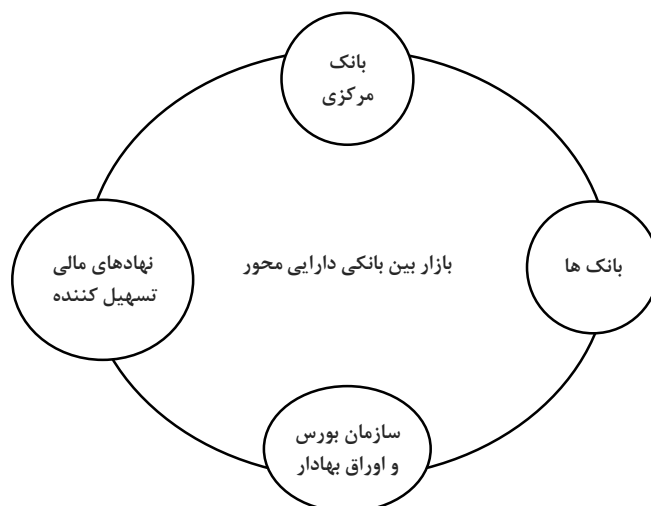 بانک
مرکزی
بانک ها
بازار بین بانکی دارایی محور
نهادهای مالی
تسهیل کننده
سازمان بورس
و اوراق بهادار